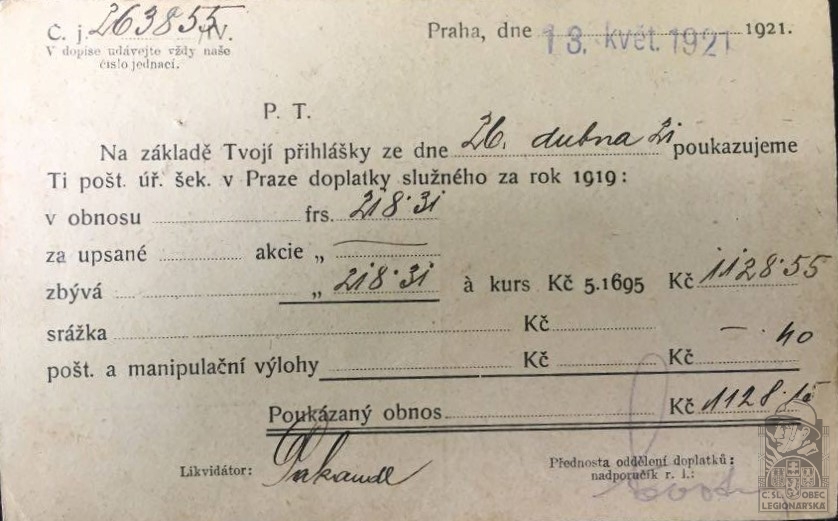 Č. j. 263855/IV. Praha, dne 13. květ. 1921 1921.
V dopise udávejte vždy naše
číslo jednací.
P. T.
Na základě Tvojí přihlášky ze dne 26. dubna 21 poukazujeme
Ti pošt. úř. šek. v Praze doplatky služného za rok 1919:
v obnosu frs. 218·31
za upsané akcie „ —
zbývá „ 218·31 à kurs Kč 5.1695 Kč 1128·55
srážka Kč
pošt. a manipulační výlohy Kč Kč —·40
Poukázaný obnos Kč 1128·15
Likvidátor: Přednosta oddělení doplatků:
nadporučík r. l.:
ČS. OBEC
LEGIONÁŘSKÁ